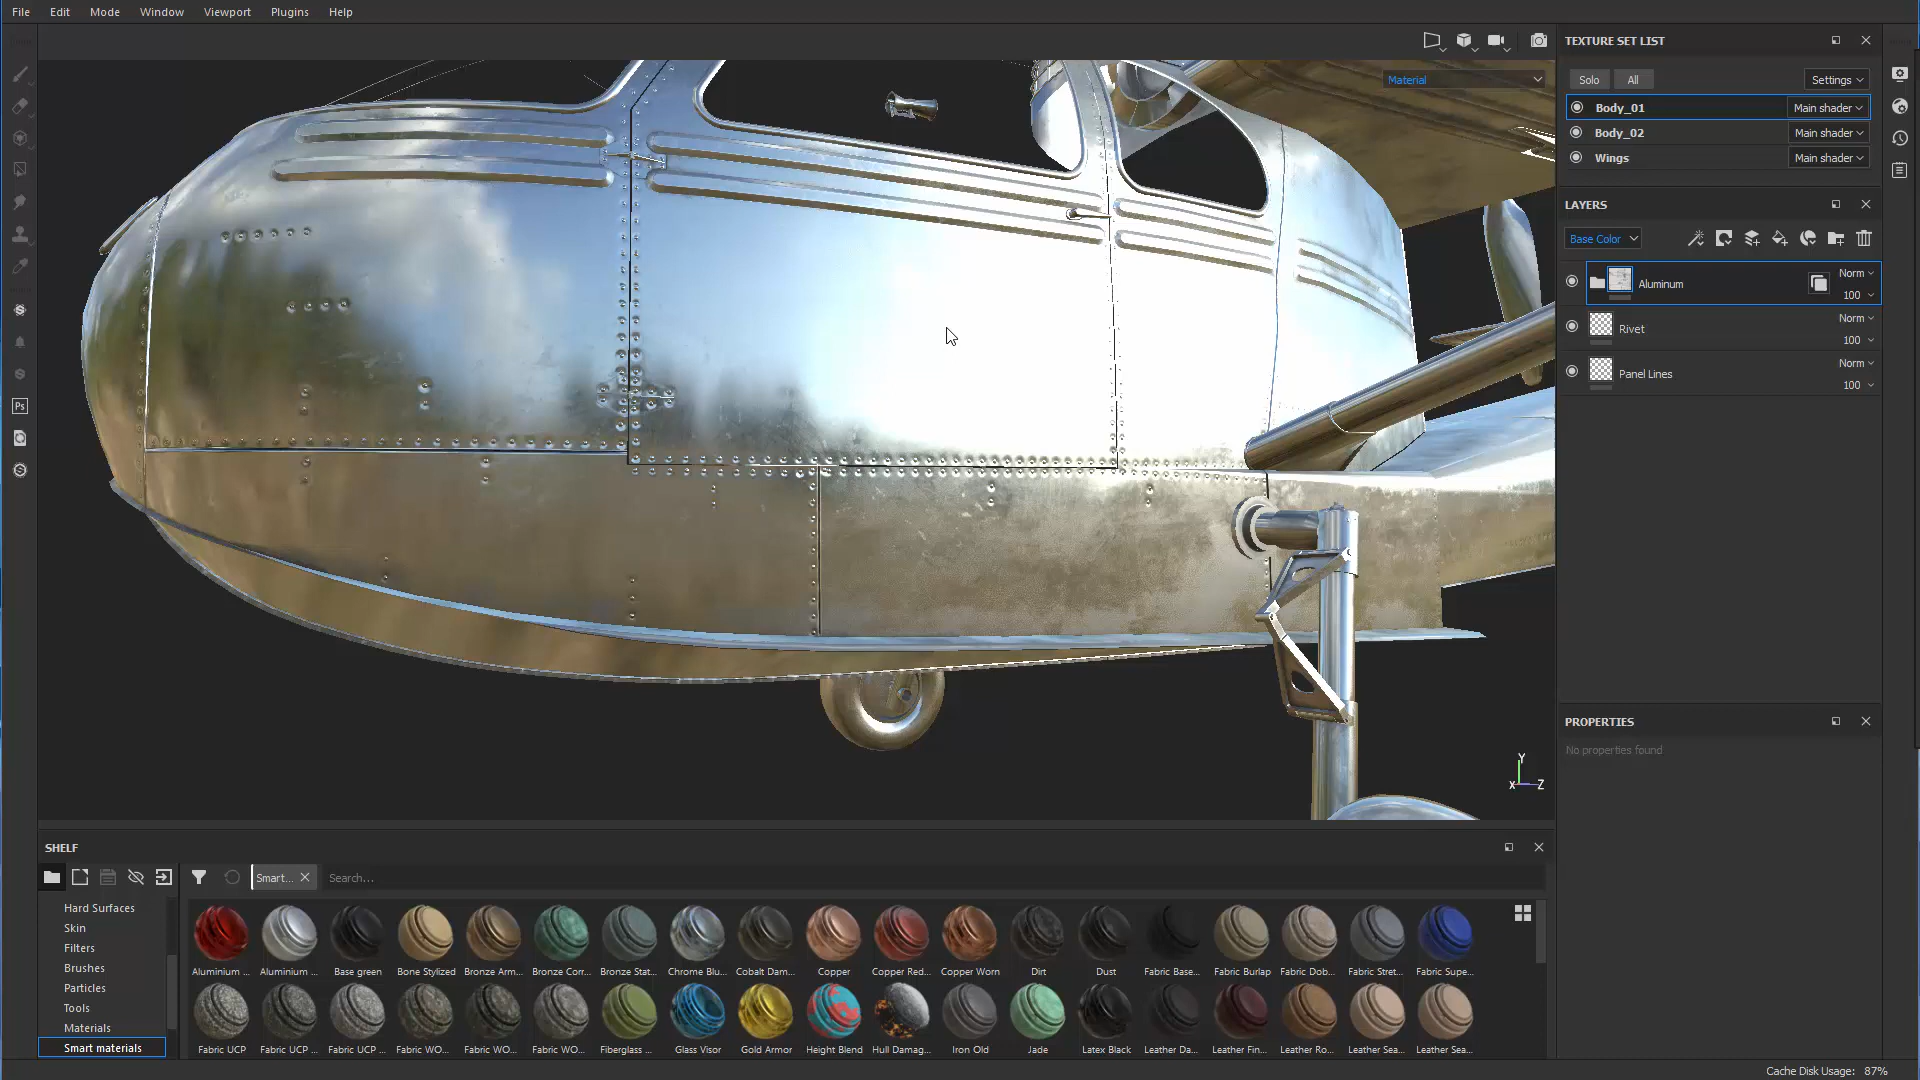 File Edit Mode Window Viewport Plugins Help
Material
TEXTURE SET LIST
Solo All Settings
Body_01 Main shader
Body_02 Main shader
Wings Main shader
LAYERS
Base Color
Aluminum Norm 100
Rivet Norm 100
Panel Lines Norm 100
PROPERTIES
No properties found
Ps
Y
X Z
SHELF
Smart... Search...
Hard Surfaces
Skin
Filters
Brushes
Particles
Tools
Materials
Smart materials
Aluminium ... Aluminium ... Base green Bone Stylized Bronze Arm... Bronze Corr... Bronze Stat... Chrome Blu... Cobalt Dam... Copper Copper Red... Copper Worn Dirt Dust Fabric Base... Fabric Burlap Fabric Dob... Fabric Stret... Fabric Supe...
Fabric UCP Fabric UCP ... Fabric UCP ... Fabric WO... Fabric WO... Fabric WO... Fiberglass ... Glass Visor Gold Armor Height Blend Hull Damag... Iron Old Jade Latex Black Leather Da... Leather Fin... Leather Ro... Leather Sea... Leather Sea...
Cache Disk Usage: 87%